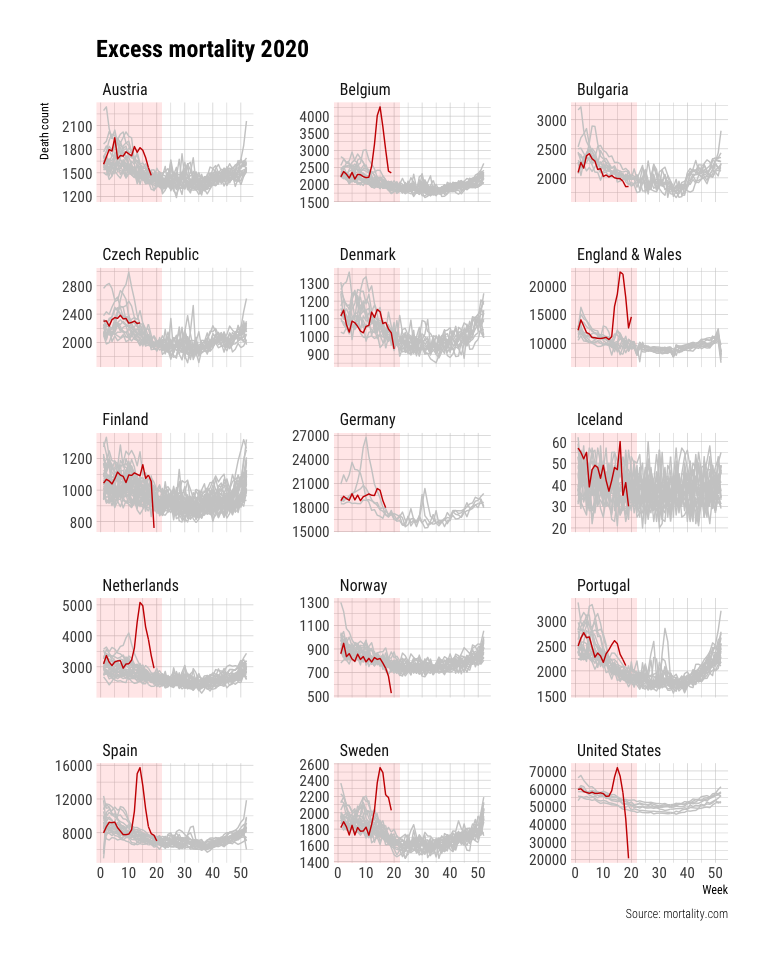 Excess mortality 2020
Austria
Belgium
Bulgaria
Death count
2100
1800
1500
1200
4000
3500
3000
2500
2000
1500
3000
2500
2000
Czech Republic
Denmark
England & Wales
2800
2400
2000
1300
1200
1100
1000
900
20000
15000
10000
Finland
Germany
Iceland
1200
1000
800
27000
24000
21000
18000
15000
60
50
40
30
20
Netherlands
Norway
Portugal
5000
4000
3000
1300
1100
900
700
500
3000
2500
2000
1500
Spain
Sweden
United States
16000
12000
8000
2600
2400
2200
2000
1800
1600
1400
70000
60000
50000
40000
30000
20000
0 10 20 30 40 50
0 10 20 30 40 50
0 10 20 30 40 50
Week
Source: mortality.com